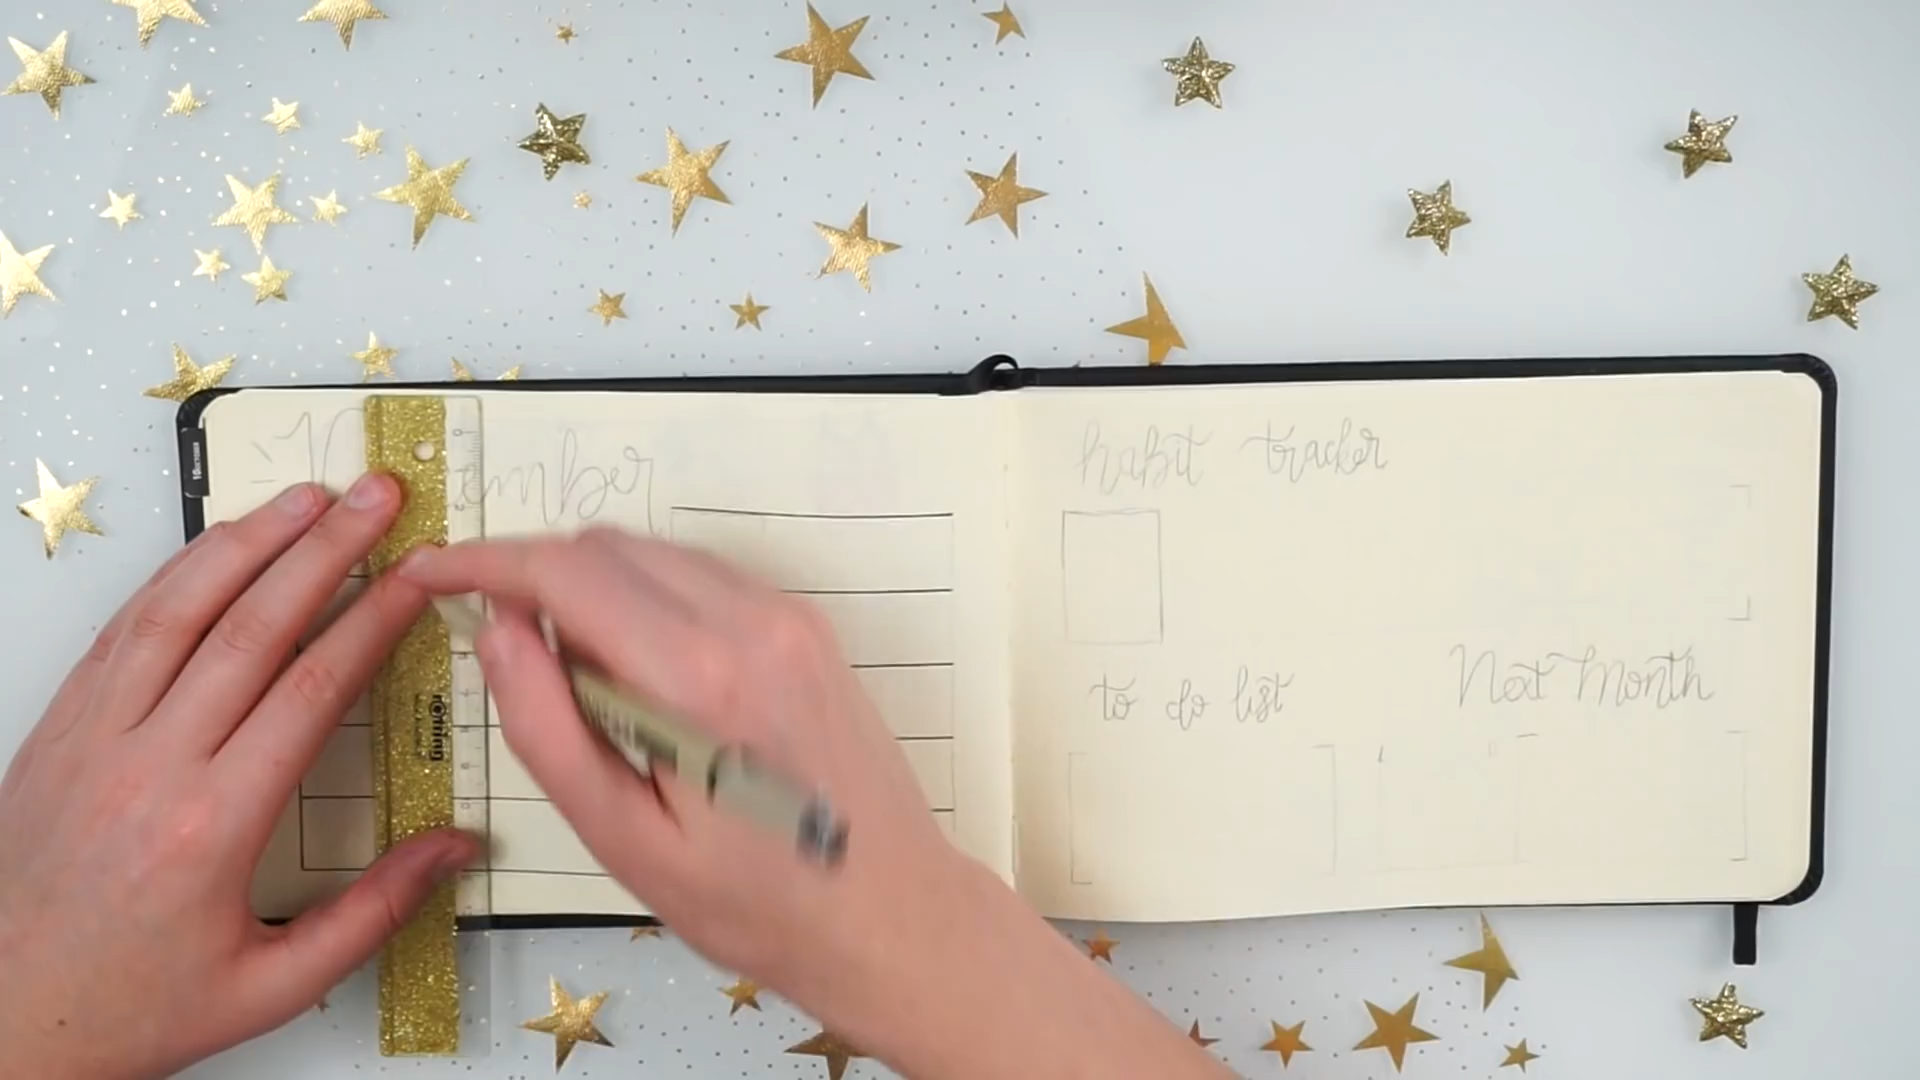 mber
rotring
habit tracker
to do list
Next Month